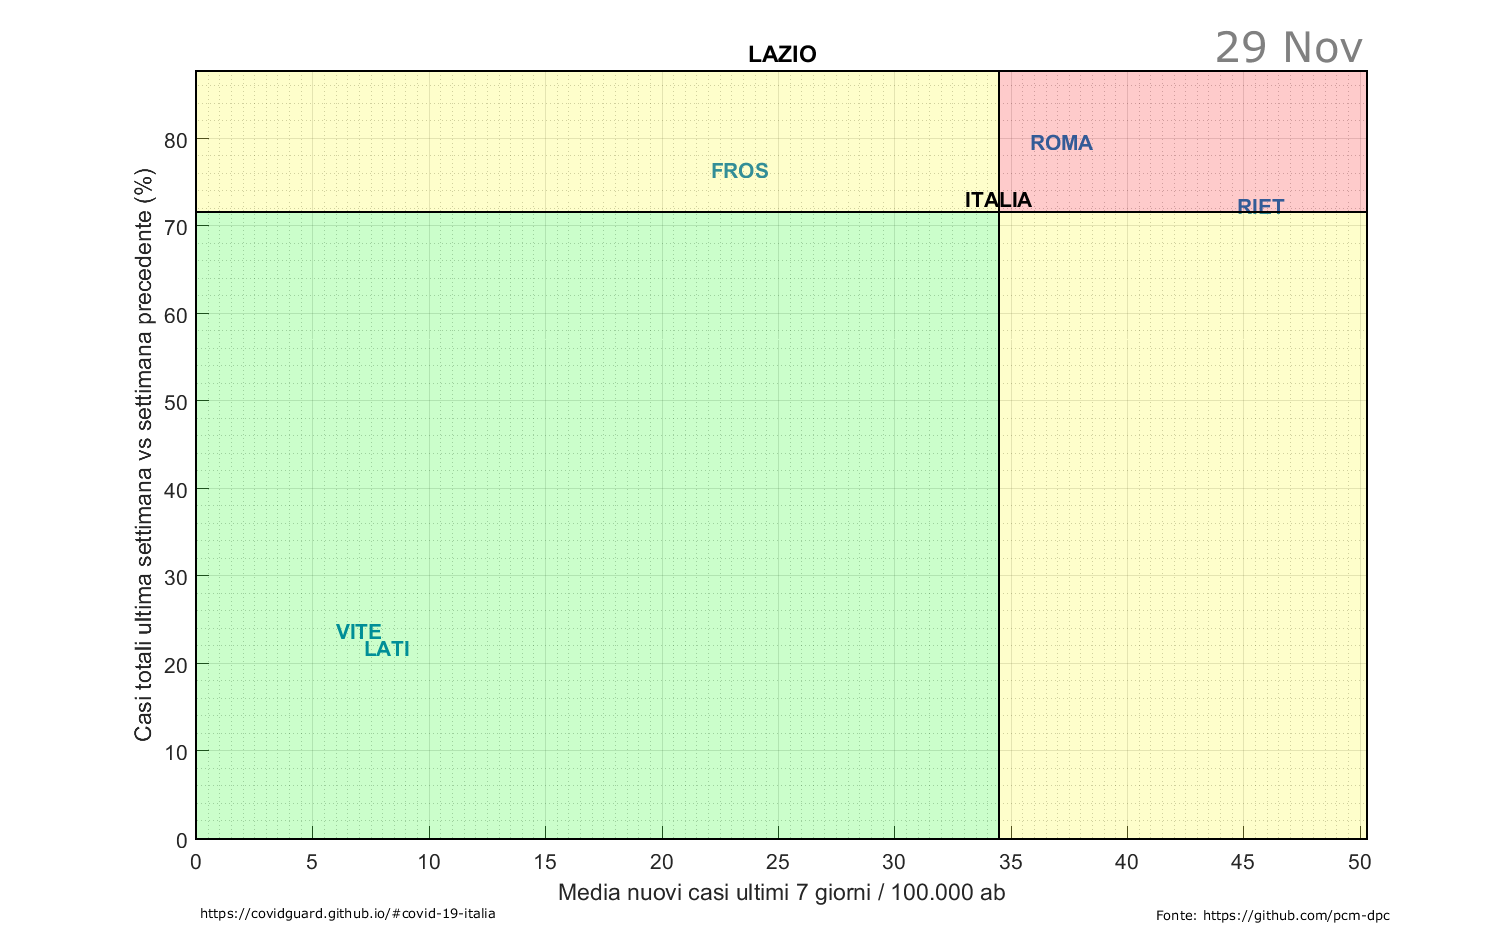 29 Nov
LAZIO
80
70
60
50
40
30
20
10
0
Casi totali ultima settimana vs settimana precedente (%)
ROMA
FROS
ITALIA
RIET
VITE
LATI
0 5 10 15 20 25 30 35 40 45 50
Media nuovi casi ultimi 7 giorni / 100.000 ab
https://covidguard.github.io/#covid-19-italia
Fonte: https://github.com/pcm-dpc